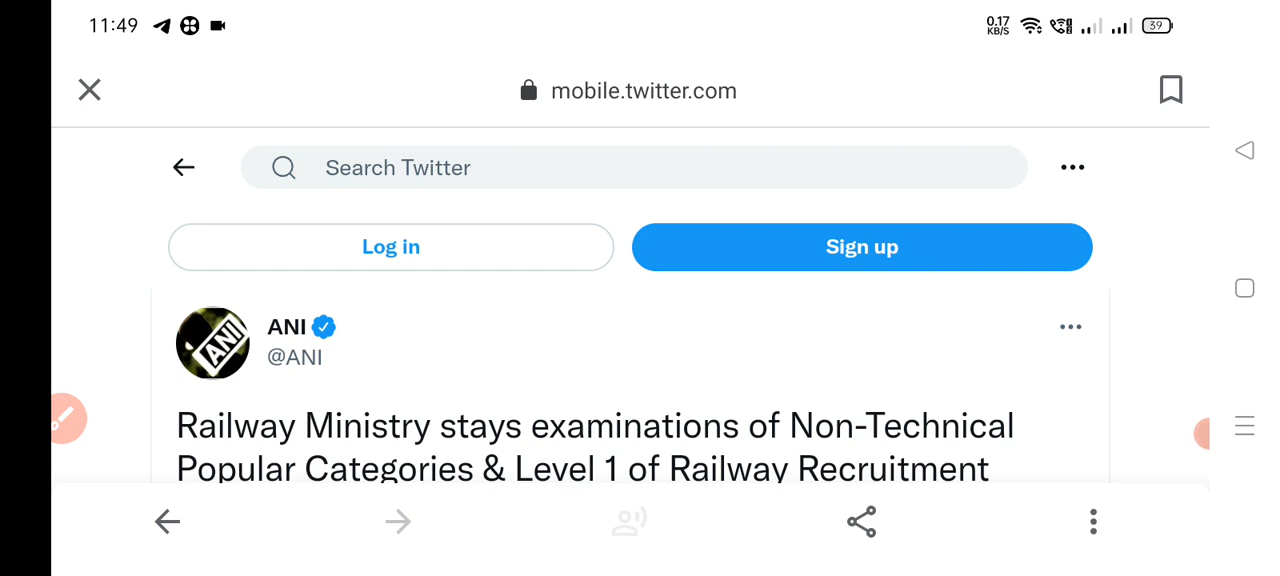 11:49
0.17
KB/S
39
mobile.twitter.com
Search Twitter
Log in
Sign up
ANI
ANI
@ANI
Railway Ministry stays examinations of Non-Technical
Popular Categories & Level 1 of Railway Recruitment